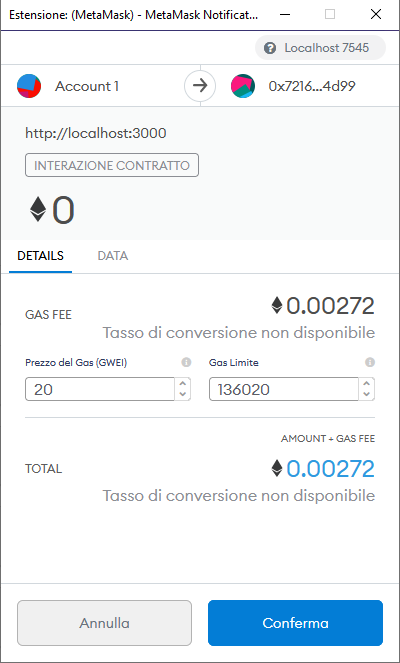 Estensione: (MetaMask) - MetaMask Notificat...
Localhost 7545
Account 1
0x7216...4d99
http://localhost:3000
INTERAZIONE CONTRATTO
0
DETAILS
DATA
GAS FEE
0.00272
Tasso di conversione non disponibile
Prezzo del Gas (GWEI)
Gas Limite
20
136020
AMOUNT + GAS FEE
TOTAL
0.00272
Tasso di conversione non disponibile
Annulla
Conferma